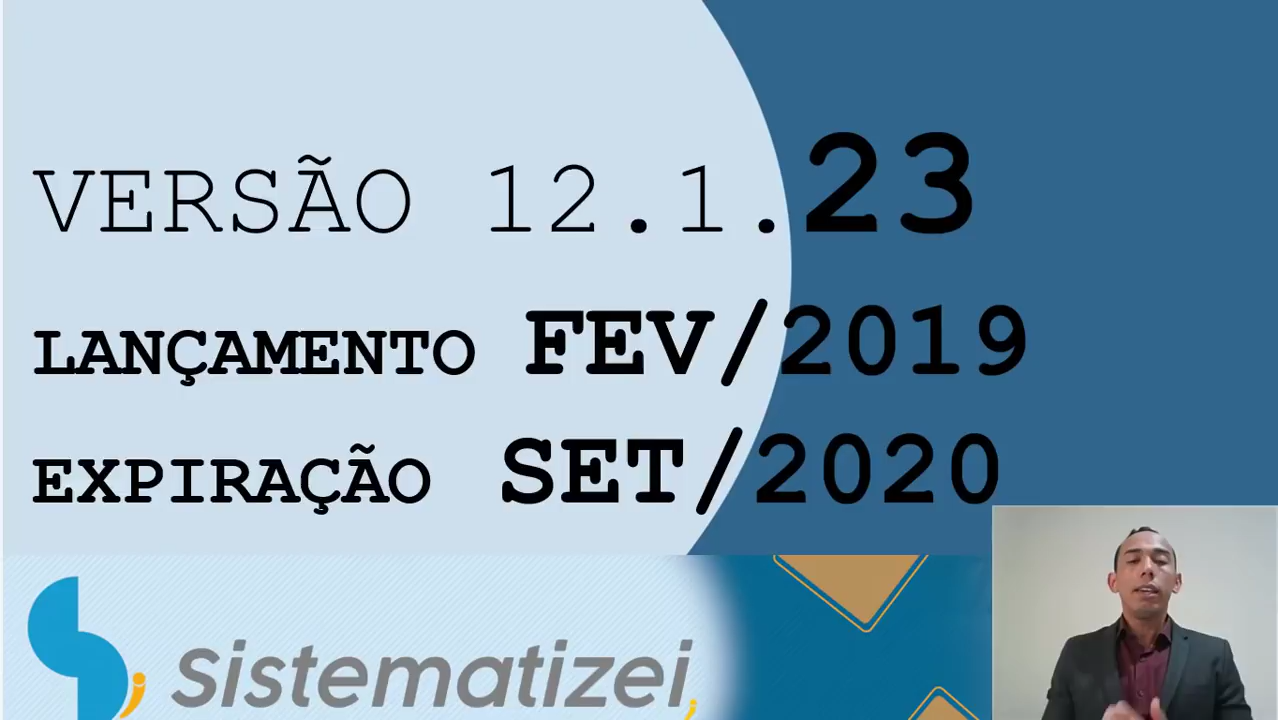 VERSÃO 12.1.23
LANÇAMENTO FEV/2019
EXPIRAÇÃO SET/2020
Sistematizei